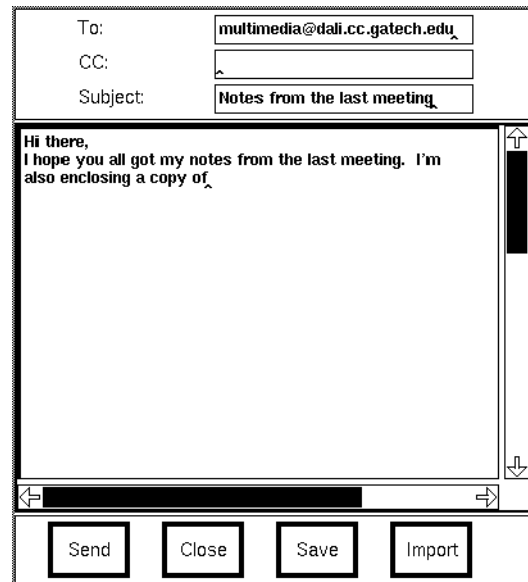 To: multimedia@dali.cc.gatech.edu
CC:
Subject: Notes from the last meeting
Hi there,
I hope you all got my notes from the last meeting. I'm
also enclosing a copy of
Send Close Save Import